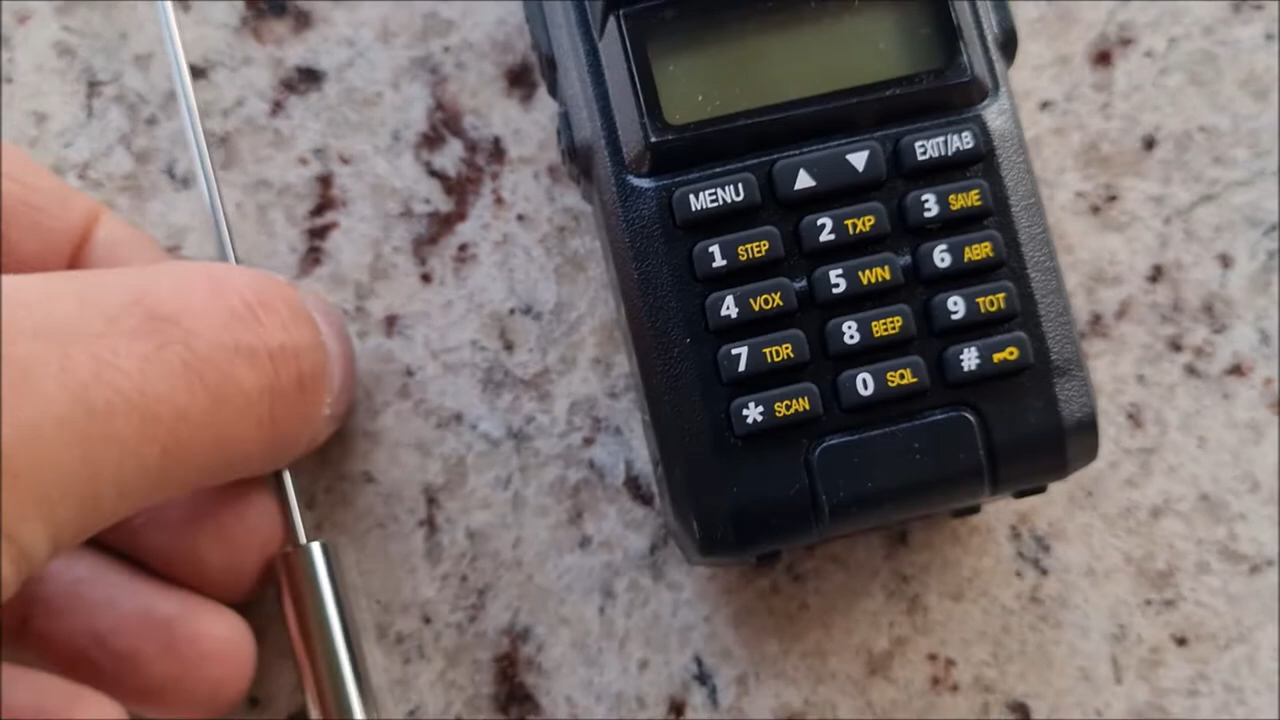 MENU ▲ ▼ EXIT/AB
1 STEP 2 TXP 3 SAVE
4 VOX 5 WN 6 ABR
7 TDR 8 BEEP 9 TOT
* SCAN 0 SQL #